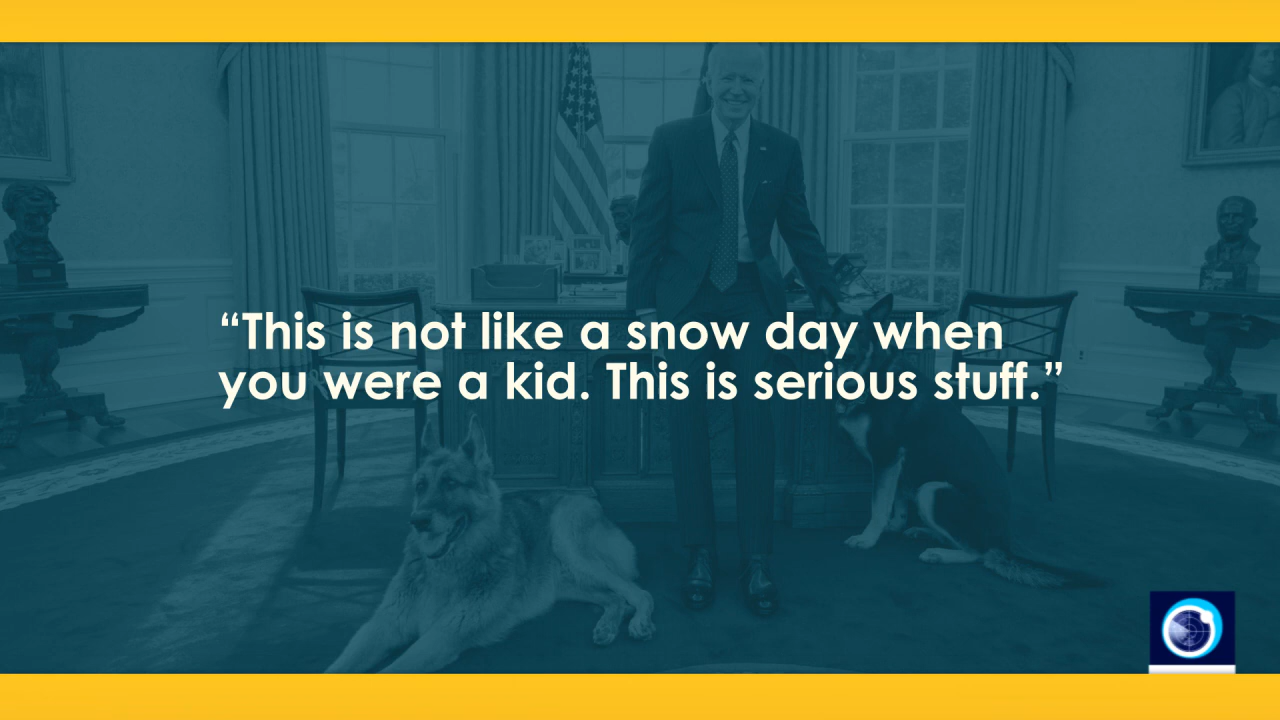 “This is not like a snow day when
you were a kid. This is serious stuff.”